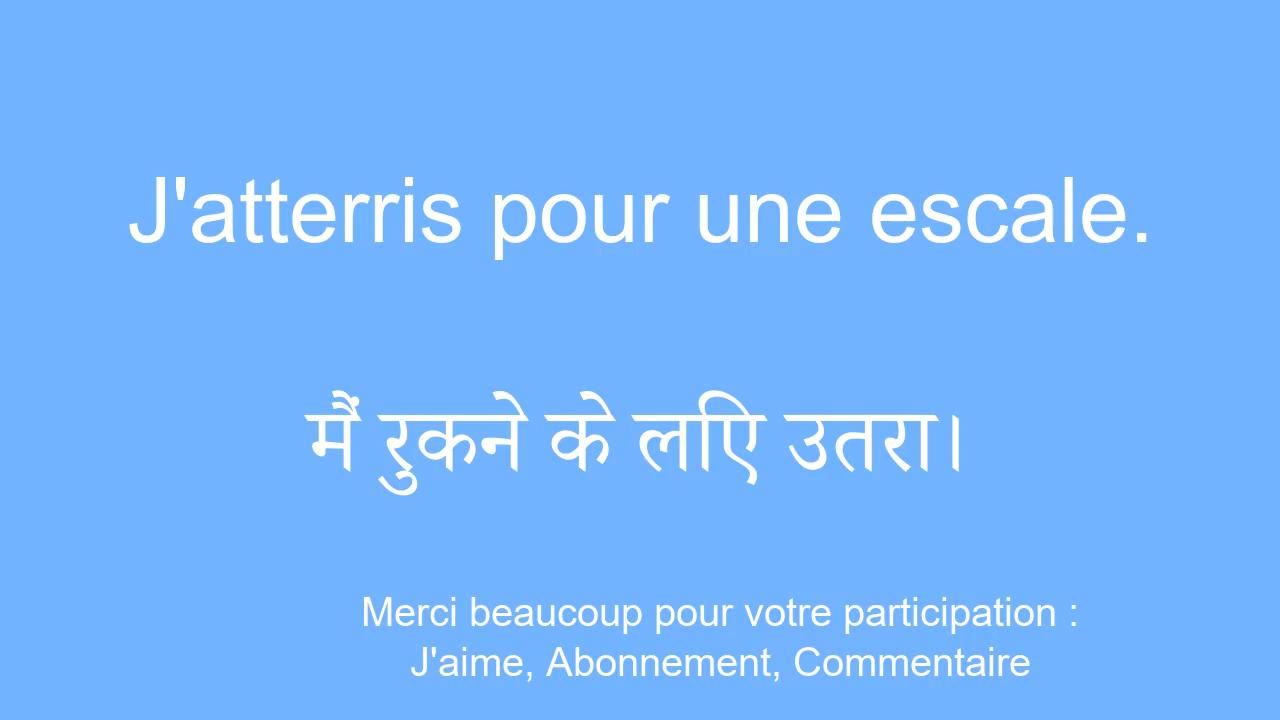 J'atterris pour une escale.
मैं रुकने के लिए उतरा।
Merci beaucoup pour votre participation :
J'aime, Abonnement, Commentaire